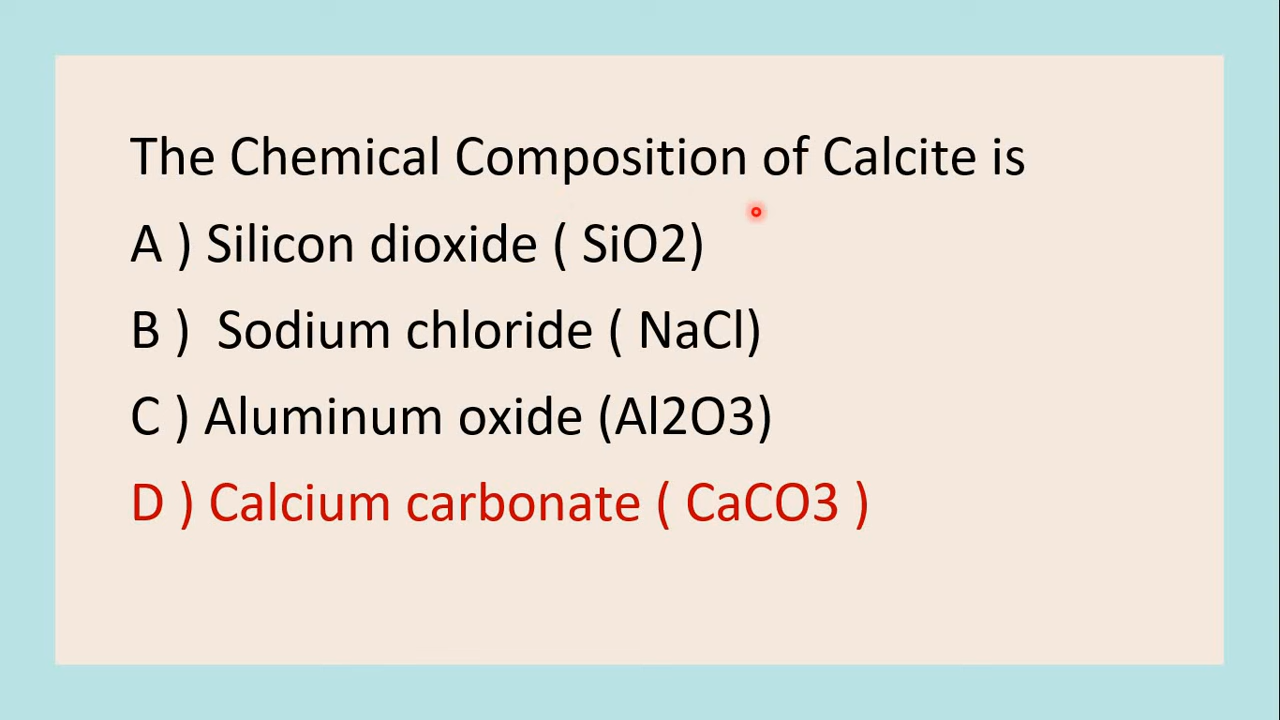 The Chemical Composition of Calcite is
A ) Silicon dioxide ( SiO2)
B ) Sodium chloride ( NaCl)
C ) Aluminum oxide (Al2O3)
D ) Calcium carbonate ( CaCO3 )